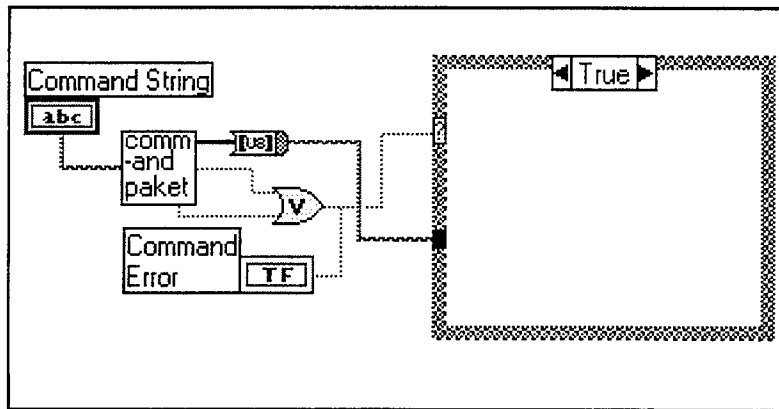 Command String
abc
comm
-and
paket
[U8]
V
Command
Error
TF
True
?